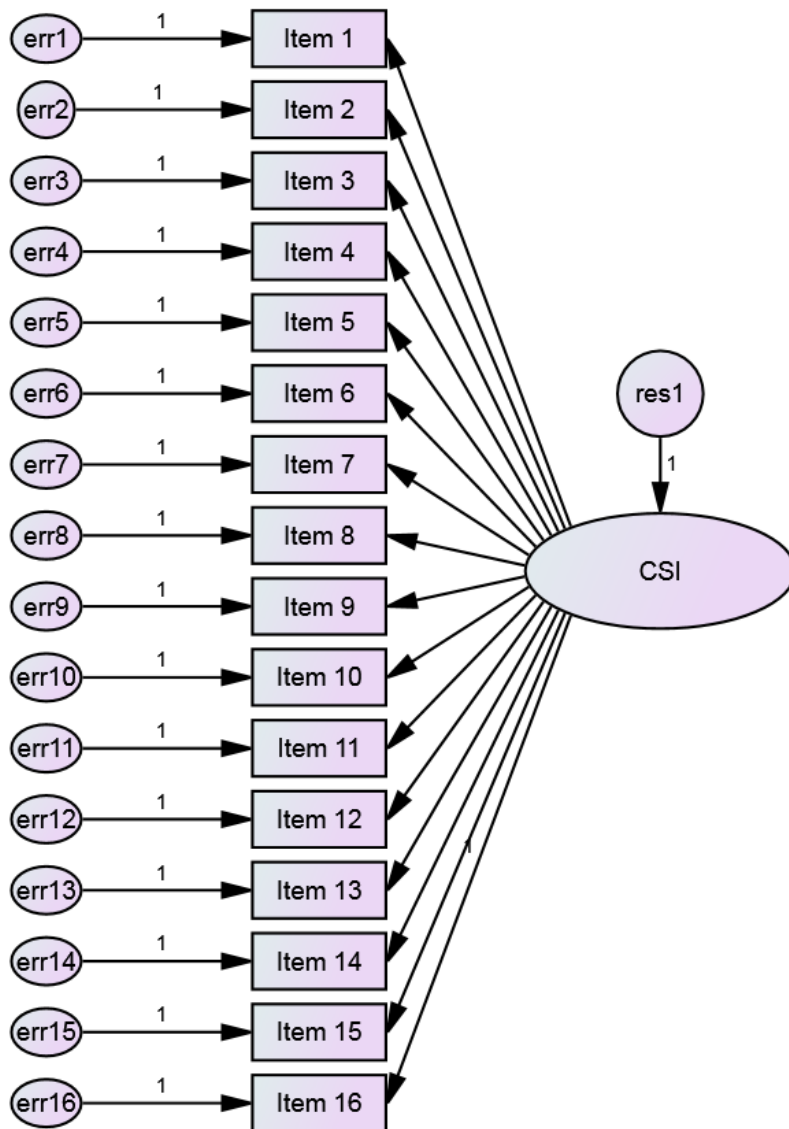 err1 1 Item 1
err2 1 Item 2
err3 1 Item 3
err4 1 Item 4
err5 1 Item 5
err6 1 Item 6 res1
err7 1 Item 7 1
err8 1 Item 8 CSI
err9 1 Item 9
err10 1 Item 10
err11 1 Item 11
err12 1 Item 12 1
err13 1 Item 13
err14 1 Item 14
err15 1 Item 15
err16 1 Item 16